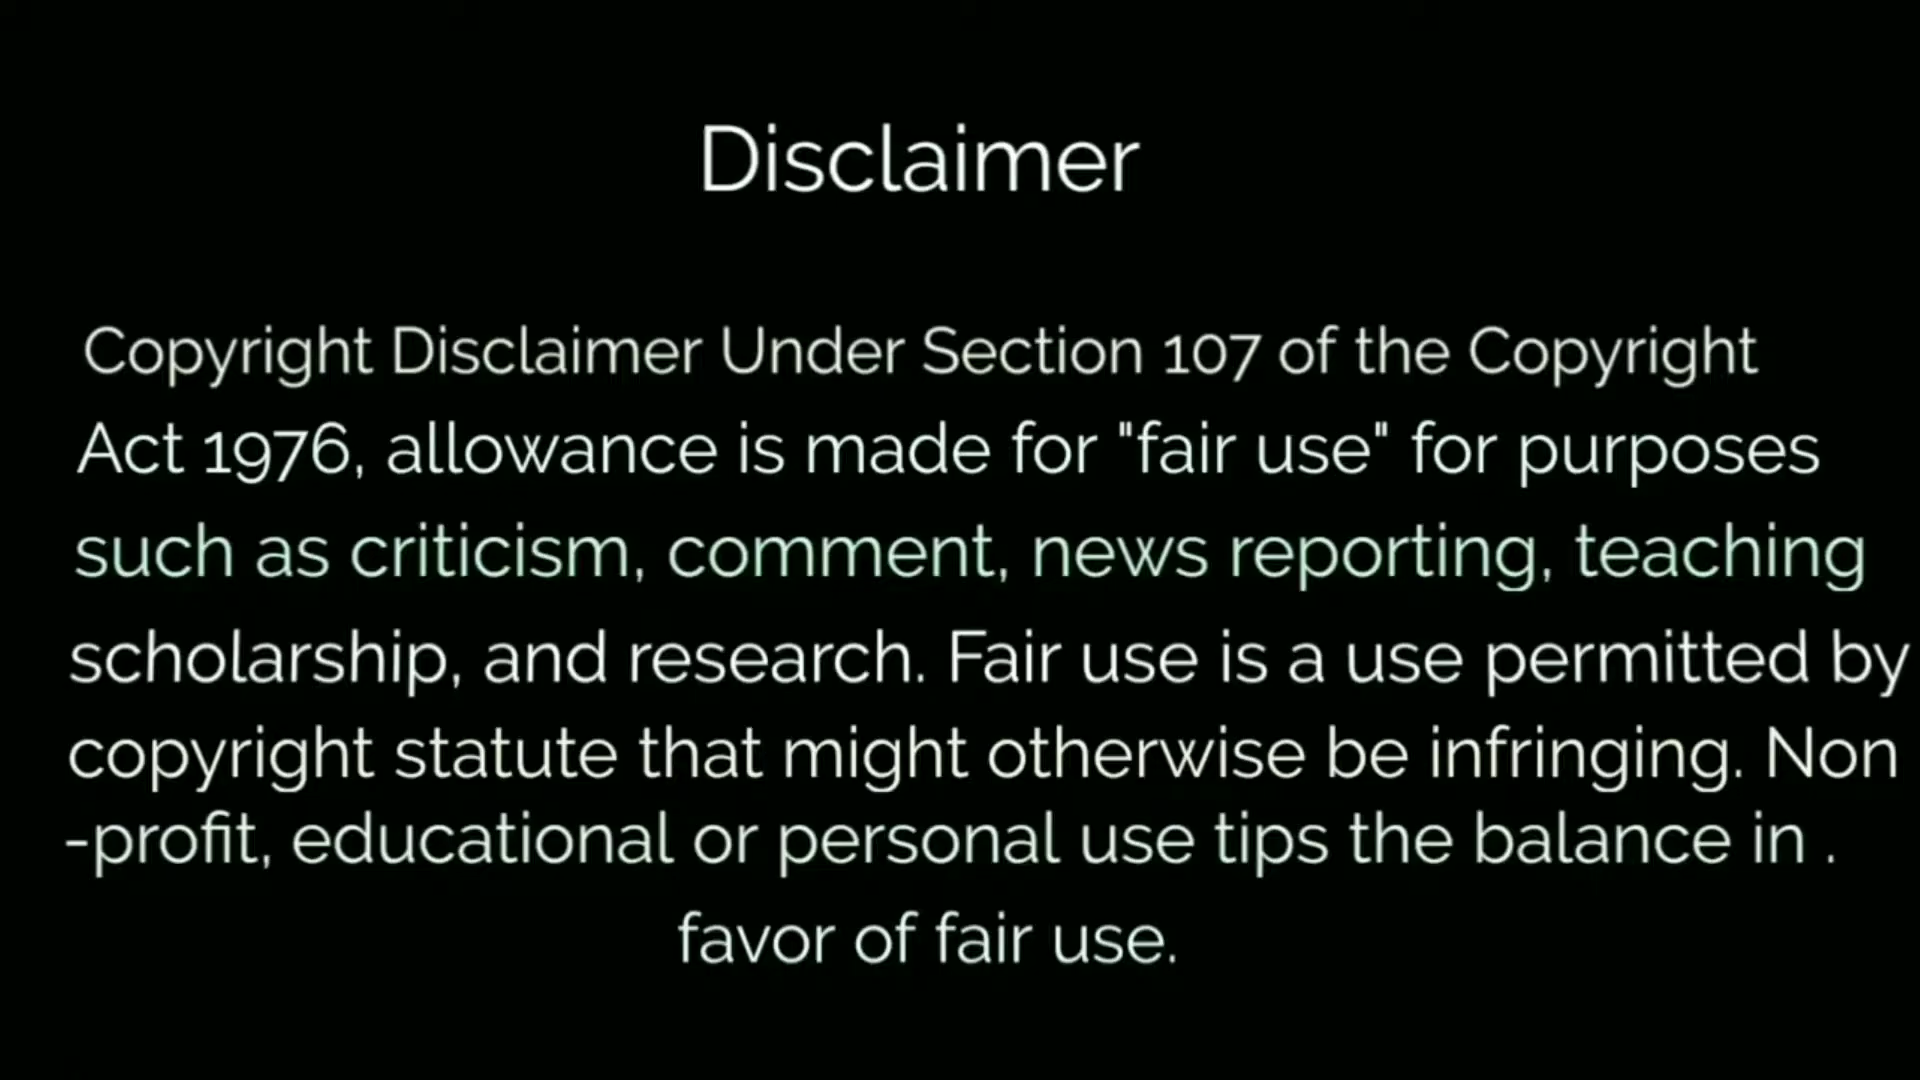 Disclaimer
Copyright Disclaimer Under Section 107 of the Copyright
Act 1976, allowance is made for "fair use" for purposes
such as criticism, comment, news reporting, teaching
scholarship, and research. Fair use is a use permitted by
copyright statute that might otherwise be infringing. Non
-profit, educational or personal use tips the balance in .
favor of fair use.